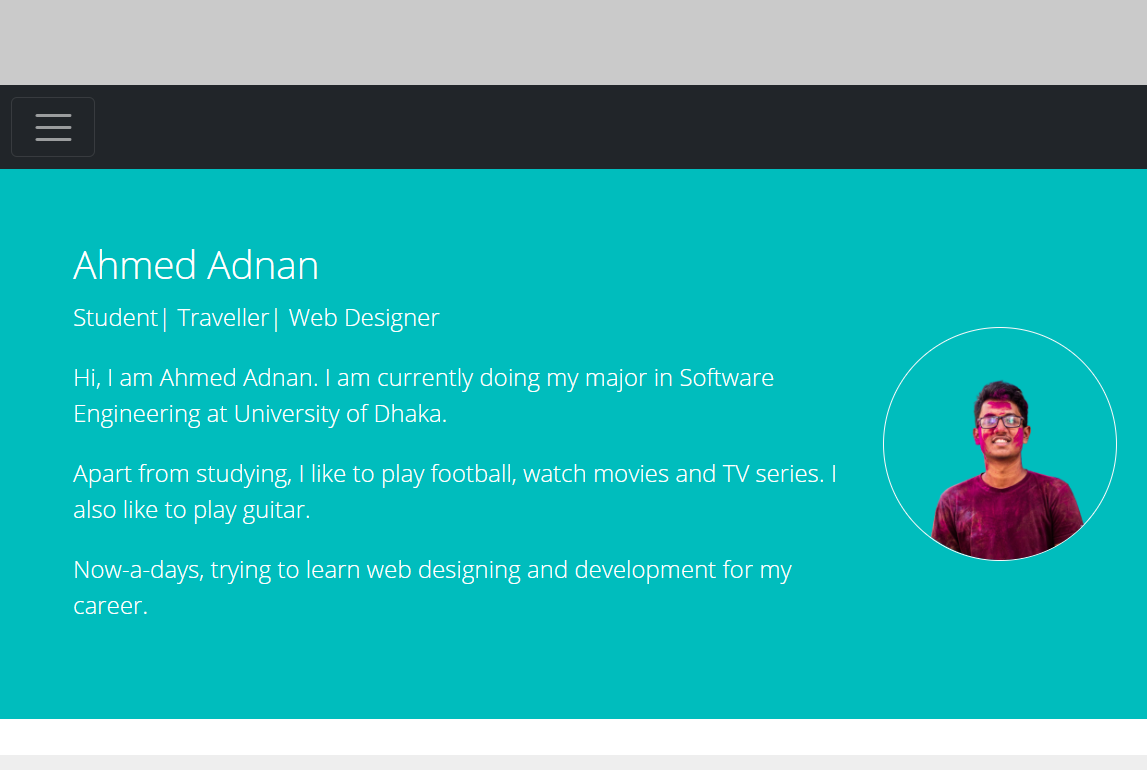 Ahmed Adnan
Student| Traveller| Web Designer
Hi, I am Ahmed Adnan. I am currently doing my major in Software
Engineering at University of Dhaka.
Apart from studying, I like to play football, watch movies and TV series. I
also like to play guitar.
Now-a-days, trying to learn web designing and development for my
career.